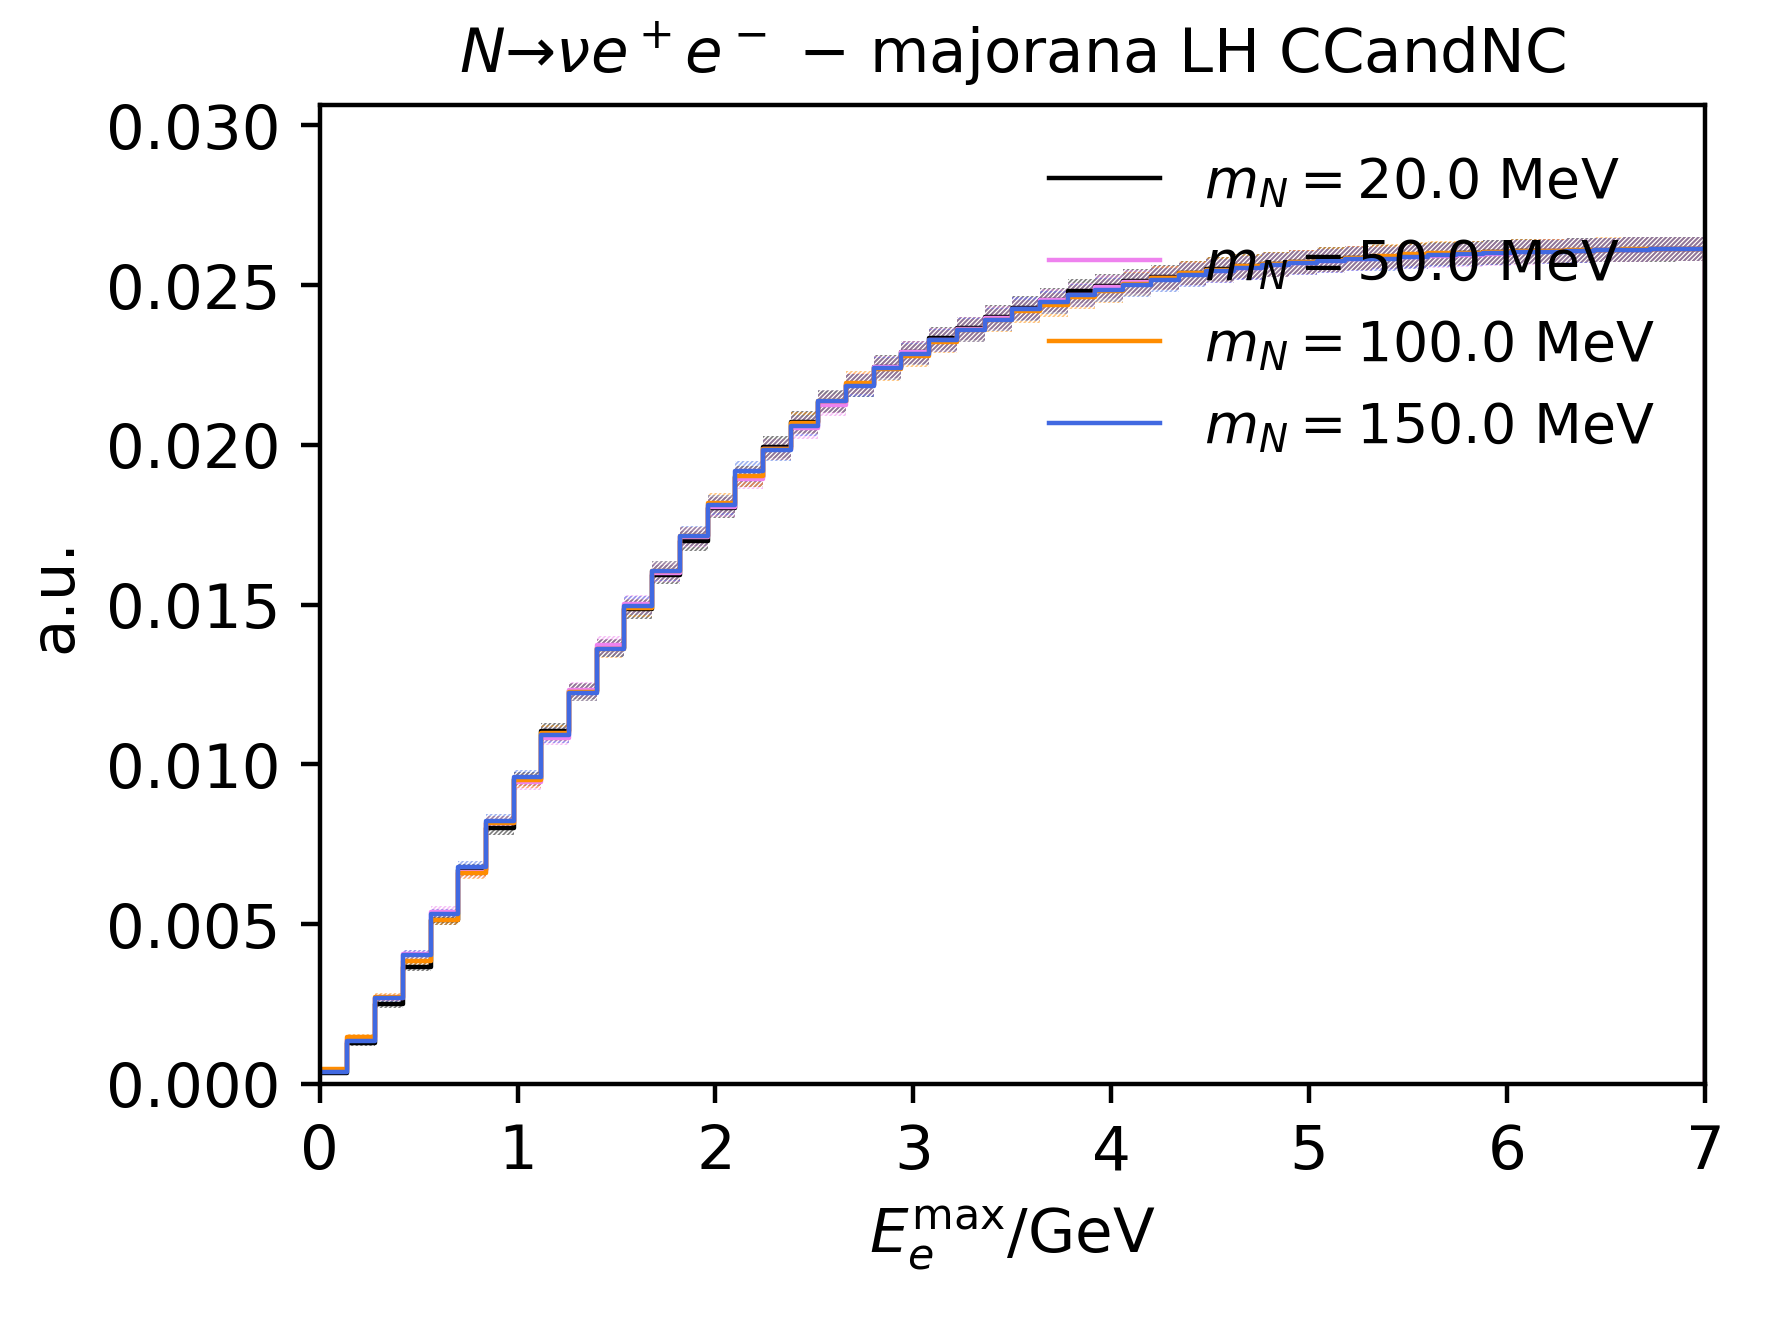 N→νe⁺e⁻ − majorana LH CCandNC
0.030
0.025
0.020
0.015
0.010
0.005
0.000
a.u.
m_N = 20.0 MeV
m_N = 50.0 MeV
m_N = 100.0 MeV
m_N = 150.0 MeV
0 1 2 3 4 5 6 7
E_e^max/GeV